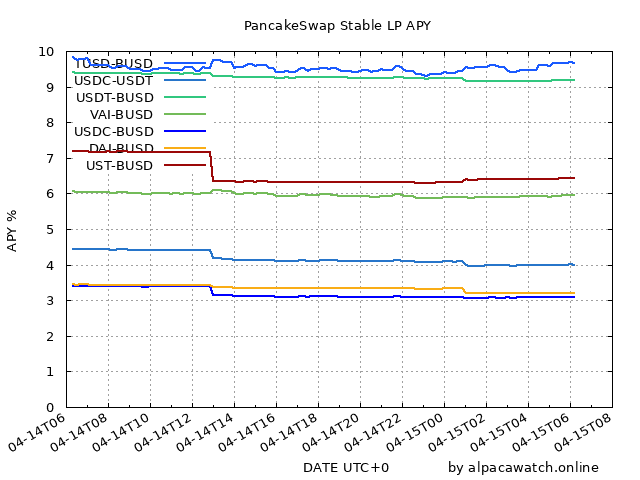 PancakeSwap Stable LP APY
10
9
8
7
6
5
4
3
2
1
0
APY %
TUSD-BUSD
USDC-USDT
USDT-BUSD
VAI-BUSD
USDC-BUSD
DAI-BUSD
UST-BUSD
04-14T06
04-14T08
04-14T10
04-14T12
04-14T14
04-14T16
04-14T18
04-14T20
04-14T22
04-15T00
04-15T02
04-15T04
04-15T06
04-15T08
DATE UTC+0
by alpacawatch.online